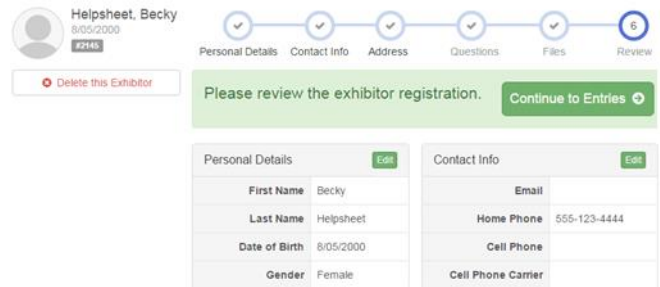 Helpsheet, Becky
8/05/2000
#2145
Delete this Exhibitor
6
Personal Details Contact Info Address Questions Files Review
Please review the exhibitor registration.
Continue to Entries
Personal Details Edit
First Name Becky
Last Name Helpsheet
Date of Birth 8/05/2000
Gender Female
Contact Info Edit
Email
Home Phone 555-123-4444
Cell Phone
Cell Phone Carrier